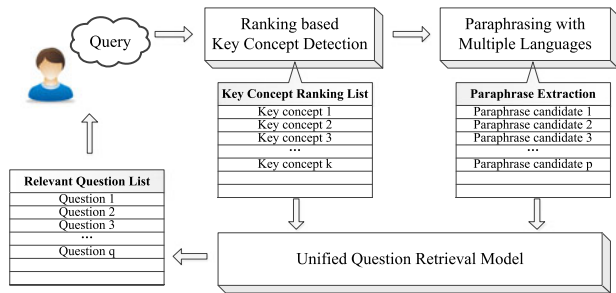 Query
Ranking based
Key Concept Detection
Paraphrasing with
Multiple Languages
Key Concept Ranking List
Key concept 1
Key concept 2
Key concept 3
...
Key concept k
Paraphrase Extraction
Paraphrase candidate 1
Paraphrase candidate 2
Paraphrase candidate 3
...
Paraphrase candidate p
Relevant Question List
Question 1
Question 2
Question 3
...
Question q
Unified Question Retrieval Model